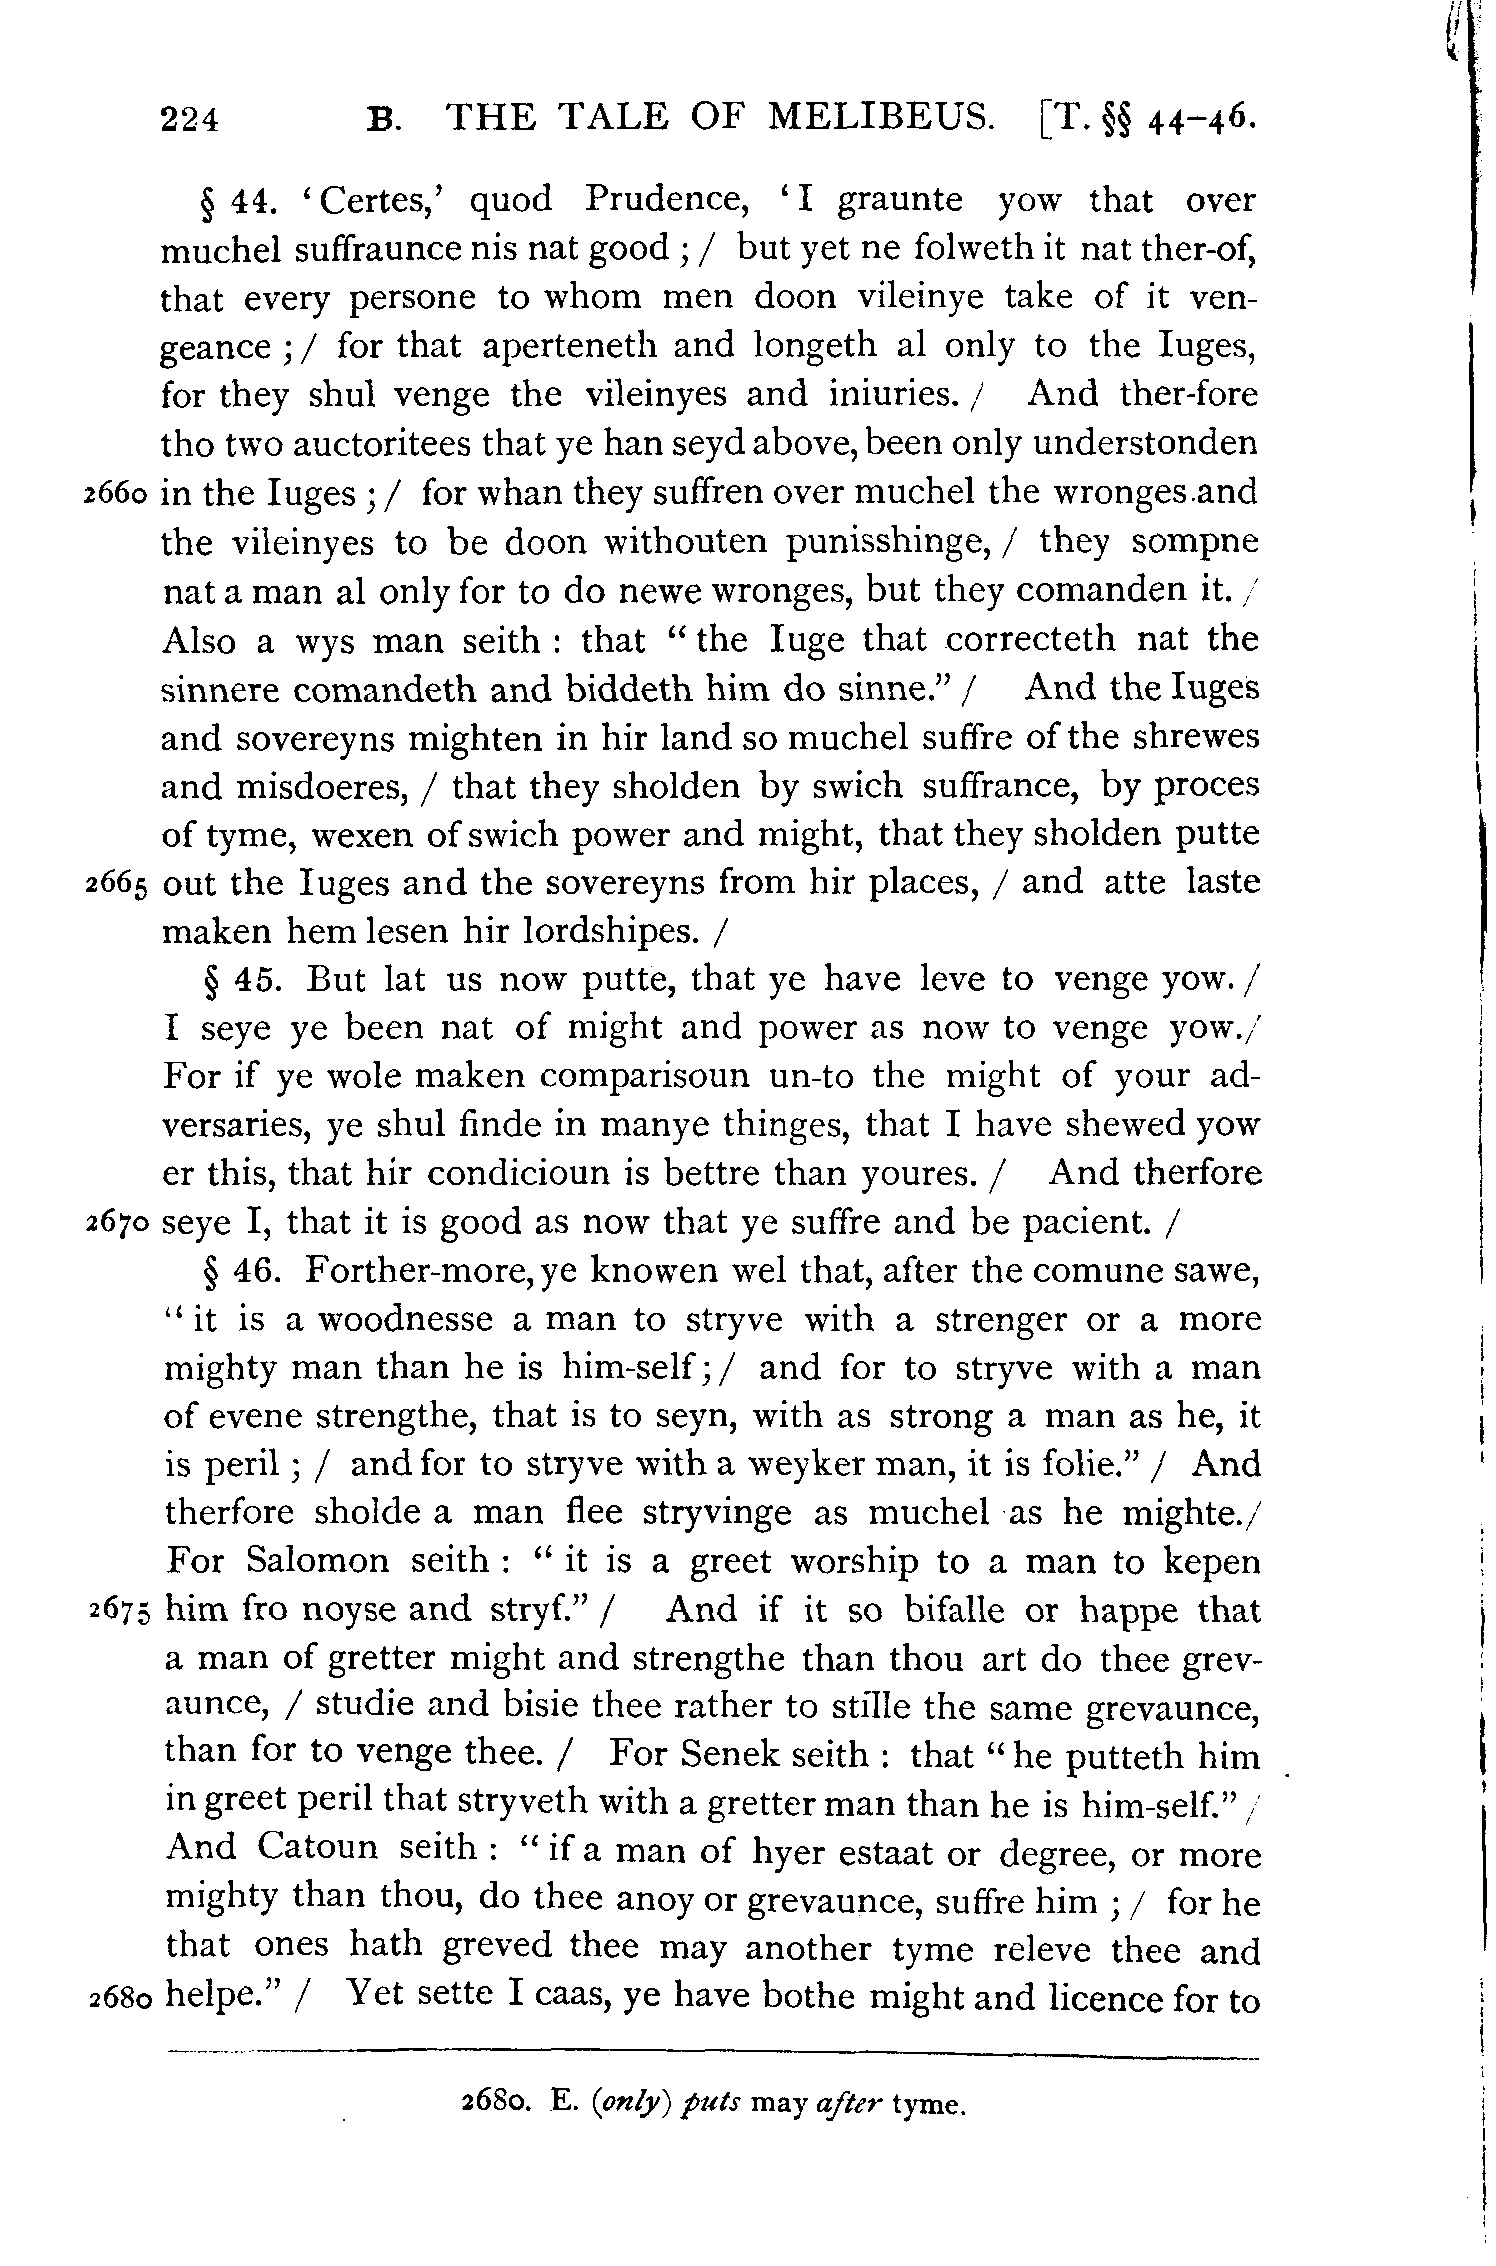 224 B. THE TALE OF MELIBEUS. [T. §§ 44–46.
§ 44. ‘Certes,’ quod Prudence, ‘I graunte yow that over
muchel suffraunce nis nat good ; / but yet ne folweth it nat ther-of,
that every persone to whom men doon vileinye take of it ven-
geance ; / for that aperteneth and longeth al only to the Iuges,
for they shul venge the vileinyes and iniuries. / And ther-fore
tho two auctoritees that ye han seyd above, been only understonden
2660 in the Iuges ; / for whan they suffren over muchel the wronges and
the vileinyes to be doon withouten punisshinge, / they sompne
nat a man al only for to do newe wronges, but they comanden it. /
Also a wys man seith : that “the Iuge that correcteth nat the
sinnere comandeth and biddeth him do sinne.” / And the Iuges
and sovereyns mighten in hir land so muchel suffre of the shrewes
and misdoeres, / that they sholden by swich suffrance, by proces
of tyme, wexen of swich power and might, that they sholden putte
2665 out the Iuges and the sovereyns from hir places, / and atte laste
maken hem lesen hir lordshipes. /
§ 45. But lat us now putte, that ye have leve to venge yow. /
I seye ye been nat of might and power as now to venge yow. /
For if ye wole maken comparisoun un-to the might of your ad-
versaries, ye shul finde in manye thinges, that I have shewed yow
er this, that hir condicioun is bettre than youres. / And therfore
2670 seye I, that it is good as now that ye suffre and be pacient. /
§ 46. Forther-more, ye knowen wel that, after the comune sawe,
“it is a woodnesse a man to stryve with a strenger or a more
mighty man than he is him-self; / and for to stryve with a man
of evene strengthe, that is to seyn, with as strong a man as he, it
is peril ; / and for to stryve with a weyker man, it is folie.” / And
therfore sholde a man flee stryvinge as muchel as he mighte. /
For Salomon seith : “it is a greet worship to a man to kepen
2675 him fro noyse and stryf.” / And if it so bifalle or happe that
a man of gretter might and strengthe than thou art do thee grev-
aunce, / studie and bisie thee rather to stille the same grevaunce,
than for to venge thee. / For Senek seith : that “he putteth him
in greet peril that stryveth with a gretter man than he is him-self.” /
And Catoun seith : “if a man of hyer estaat or degree, or more
mighty than thou, do thee anoy or grevaunce, suffre him ; / for he
that ones hath greved thee may another tyme releve thee and
2680 helpe.” / Yet sette I caas, ye have bothe might and licence for to
2680. E. (only) puts may after tyme.